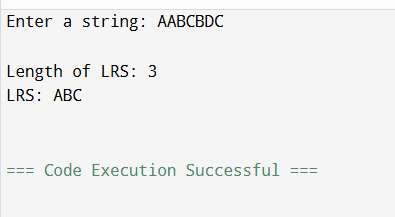 Enter a string: AABCBDC
Length of LRS: 3
LRS: ABC
=== Code Execution Successful ===